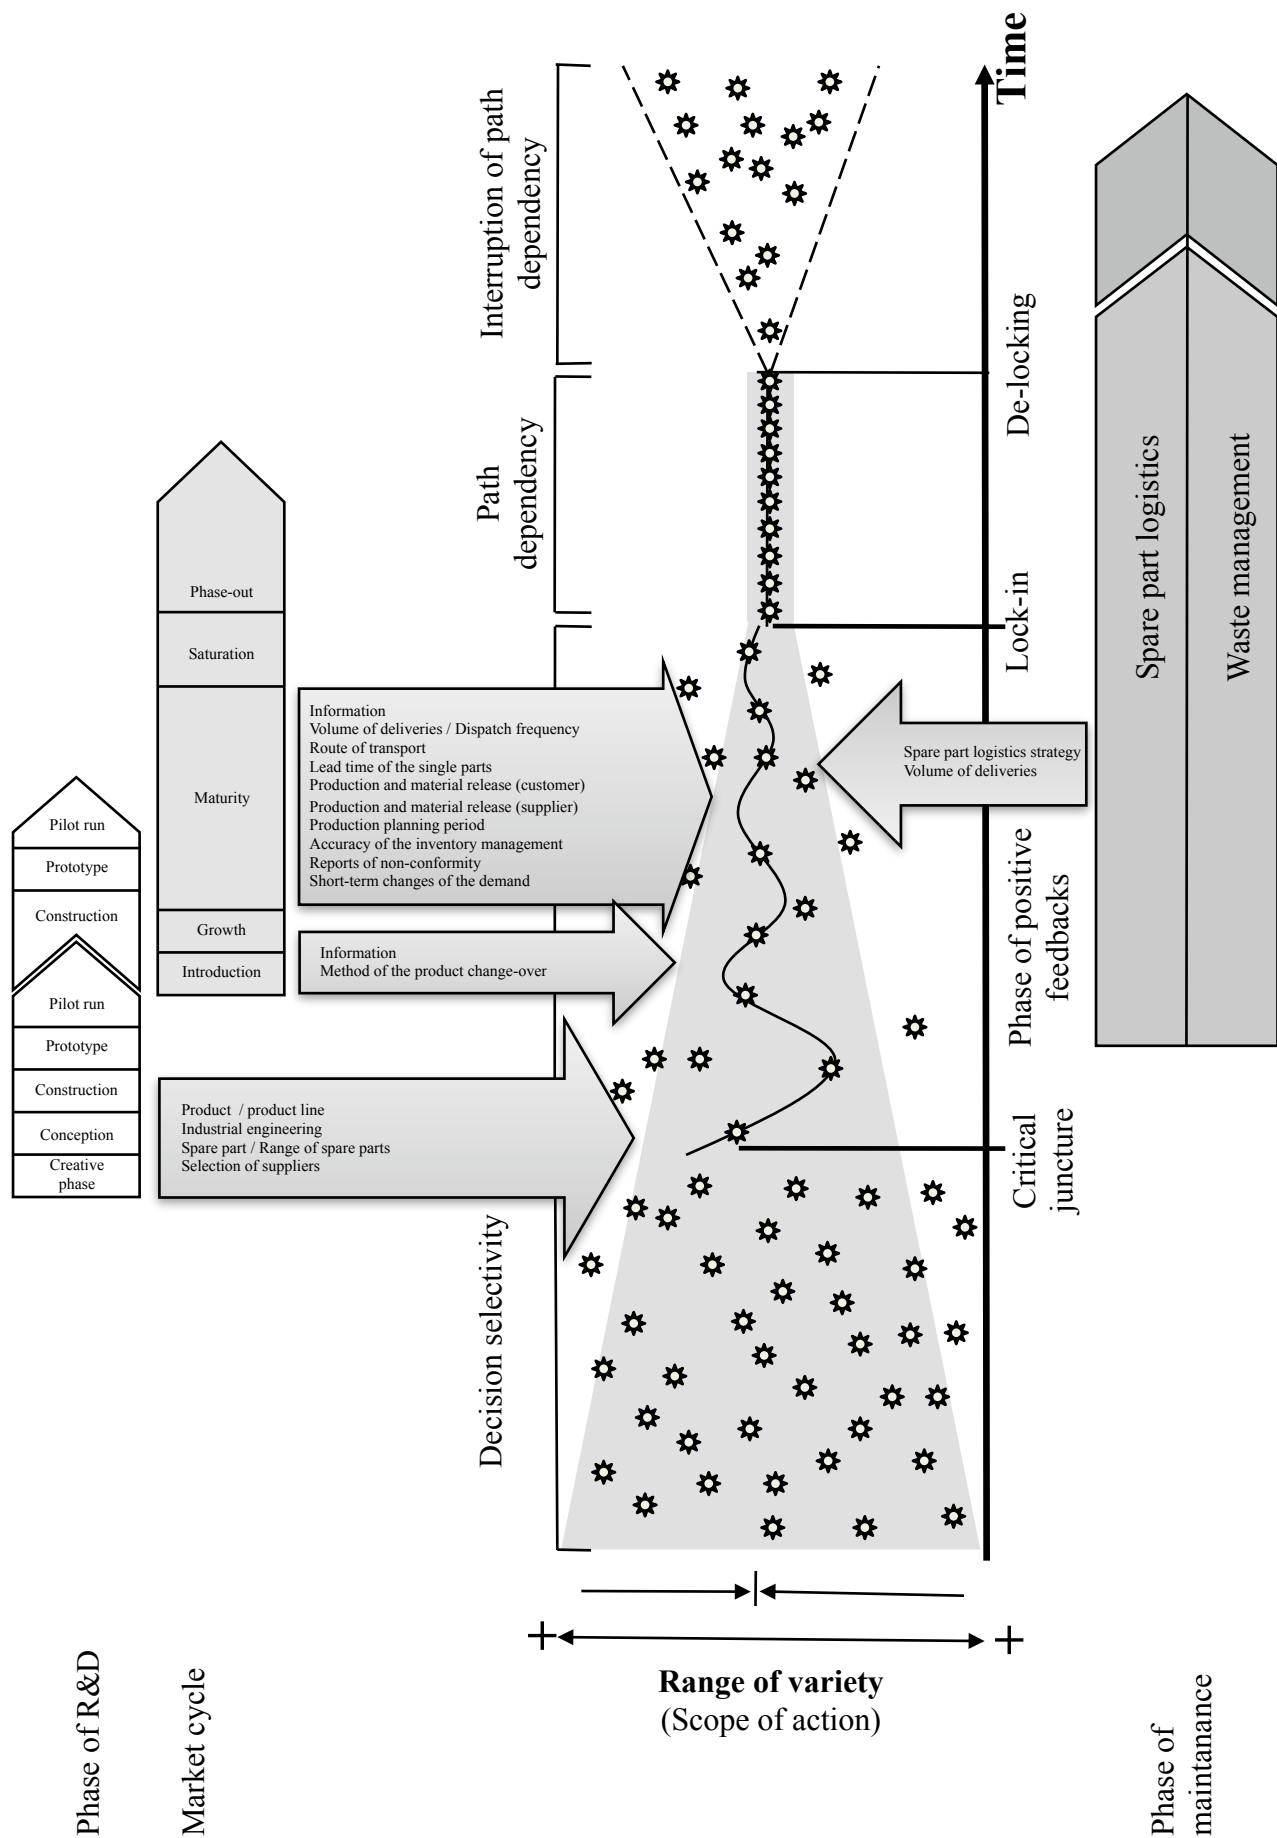 Time
Interruption of path
dependency
Path
dependency
De-locking
Lock-in
Phase-out
Saturation
Maturity
Growth
Introduction
Pilot run
Prototype
Construction
Pilot run
Prototype
Construction
Conception
Creative
phase
Information
Volume of deliveries / Dispatch frequency
Route of transport
Lead time of the single parts
Production and material release (customer)
Production and material release (supplier)
Production planning period
Accuracy of the inventory management
Reports of non-conformity
Short-term changes of the demand
Information
Method of the product change-over
Product / product line
Industrial engineering
Spare part / Range of spare parts
Selection of suppliers
Spare part logistics strategy
Volume of deliveries
Spare part logistics
Waste management
Phase of positive
feedbacks
Critical
juncture
Decision selectivity
+
+
Range of variety
(Scope of action)
Phase of R&D
Market cycle
Phase of
maintanance